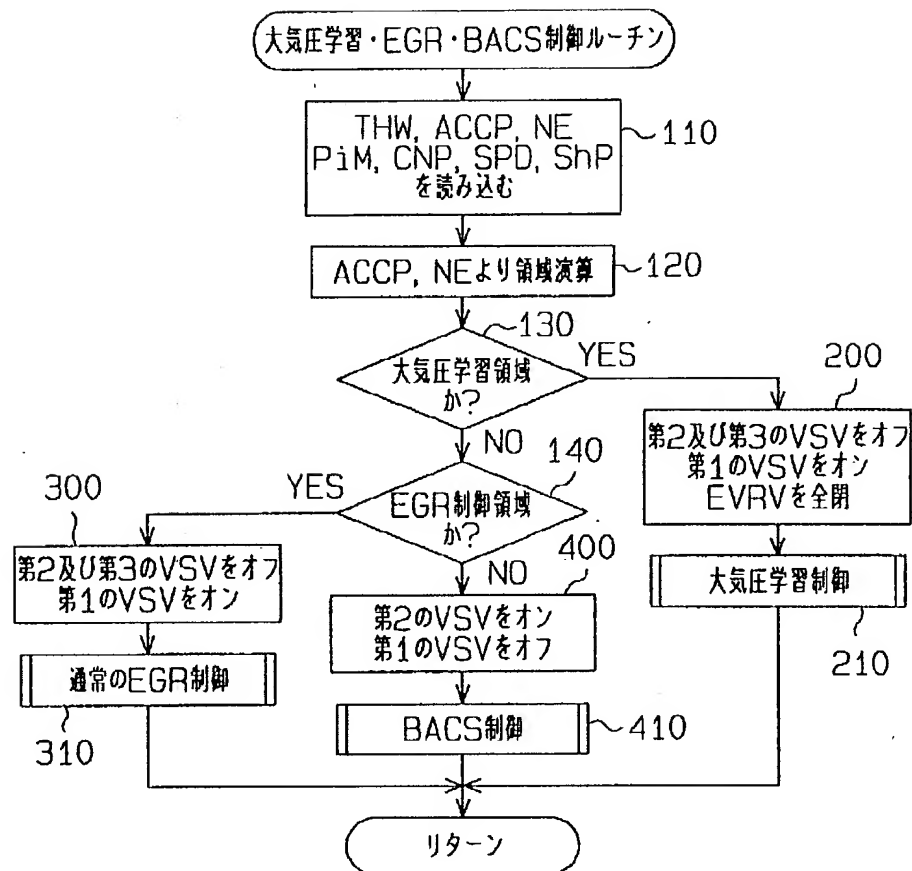 大気圧学習・EGR・BACS制御ルーチン
THW, ACCP, NE
PiM, CNP, SPD, ShP
を読み込む
110
ACCP, NEより領域演算
120
130
大気圧学習領域
か?
YES
NO
200
第2及び第3のVSVをオフ
第1のVSVをオン
EVRVを全閉
大気圧学習制御
210
140
EGR制御領域
か?
YES
NO
300
第2及び第3のVSVをオフ
第1のVSVをオン
通常のEGR制御
310
400
第2のVSVをオン
第1のVSVをオフ
BACS制御
410
リターン